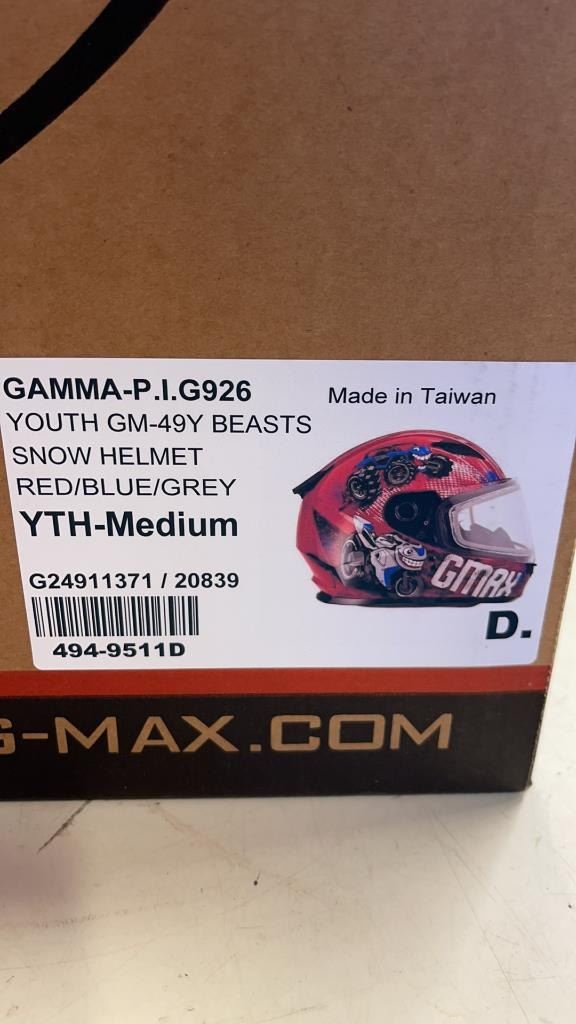 GAMMA-P.I.G926
Made in Taiwan
YOUTH GM-49Y BEASTS
SNOW HELMET
RED/BLUE/GREY
YTH-Medium
G24911371 / 20839
494-9511D
GMAX
D.
G-MAX.COM